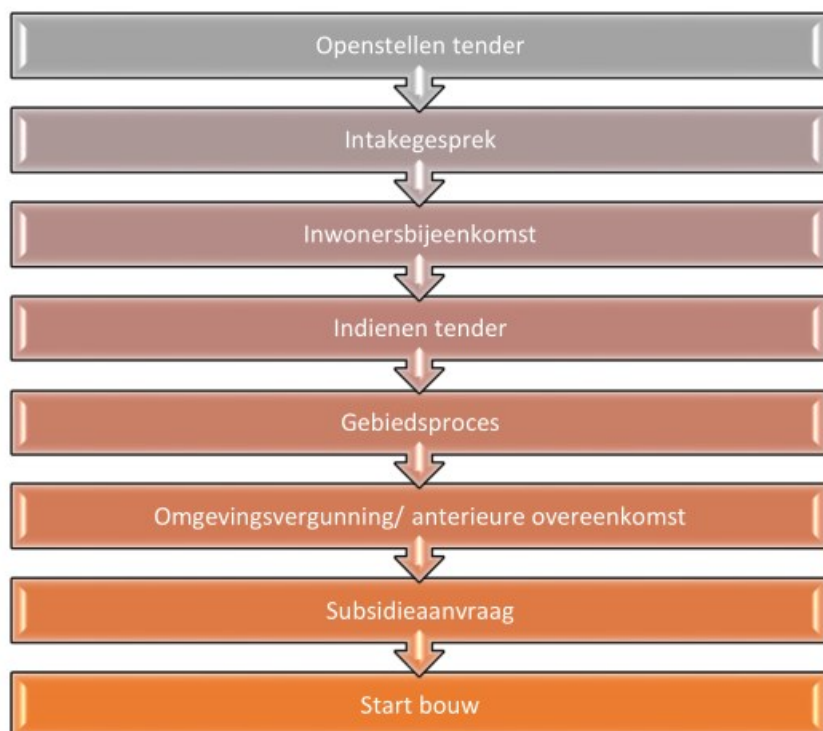 Openstellen tender
Intakegesprek
Inwonersbijeenkomst
Indienen tender
Gebiedsproces
Omgevingsvergunning/ anterieure overeenkomst
Subsidieaanvraag
Start bouw